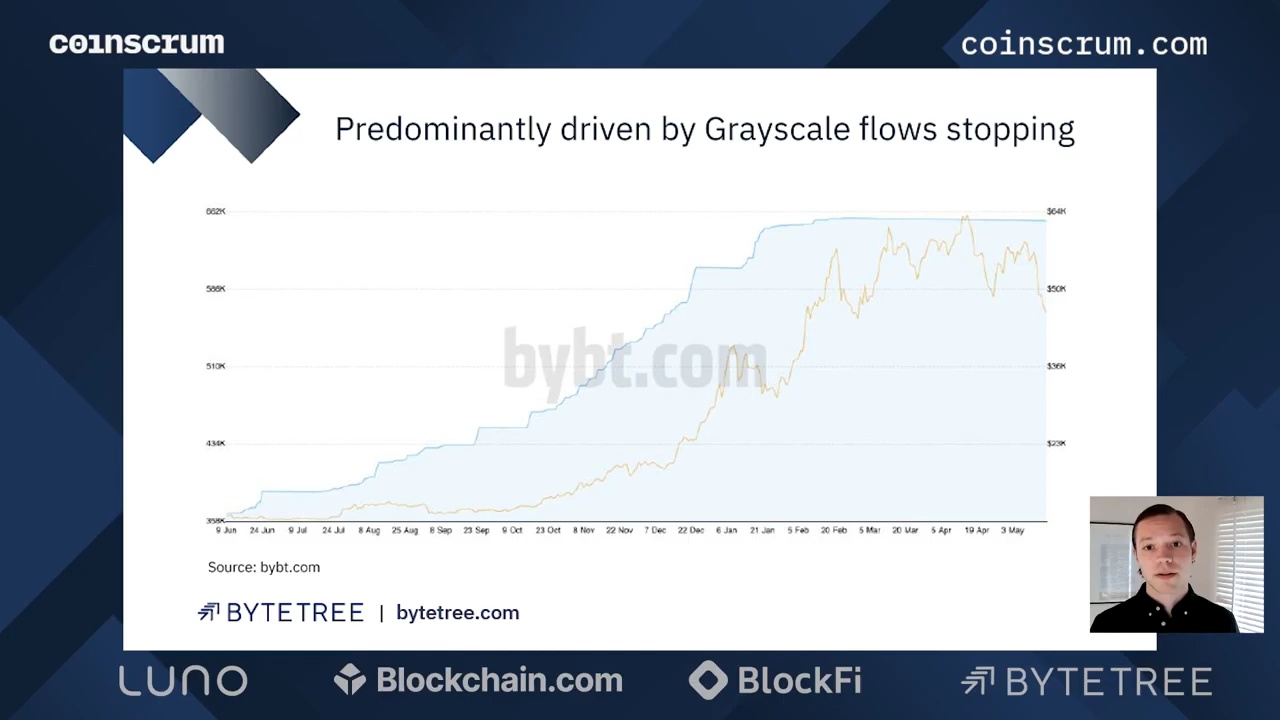 coinscrum
coinscrum.com
Predominantly driven by Grayscale flows stopping
662K
$64K
586K
$50K
bybt.com
510K
$36K
434K
$23K
358K
9 Jun 24 Jun 9 Jul 24 Jul 8 Aug 25 Aug 8 Sep 23 Sep 9 Oct 23 Oct 8 Nov 22 Nov 7 Dec 22 Dec 6 Jan 21 Jan 5 Feb 20 Feb 5 Mar 20 Mar 5 Apr 19 Apr 3 May
Source: bybt.com
BYTETREE | bytetree.com
LUNO Blockchain.com BlockFi BYTETREE